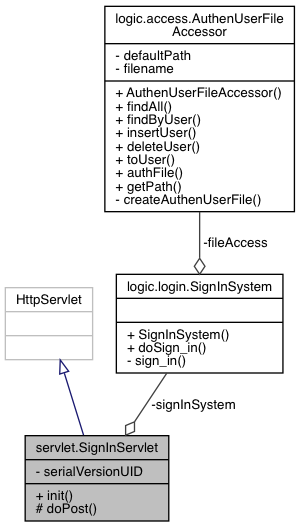 logic.access.AuthenUserFile
Accessor
- defaultPath
- filename
+ AuthenUserFileAccessor()
+ findAll()
+ findByUser()
+ insertUser()
+ deleteUser()
+ toUser()
+ authFile()
+ getPath()
- createAuthenUserFile()
-fileAccess
HttpServlet
logic.login.SignInSystem
+ SignInSystem()
+ doSign_in()
- sign_in()
-signInSystem
servlet.SignInServlet
- serialVersionUID
+ init()
# doPost()